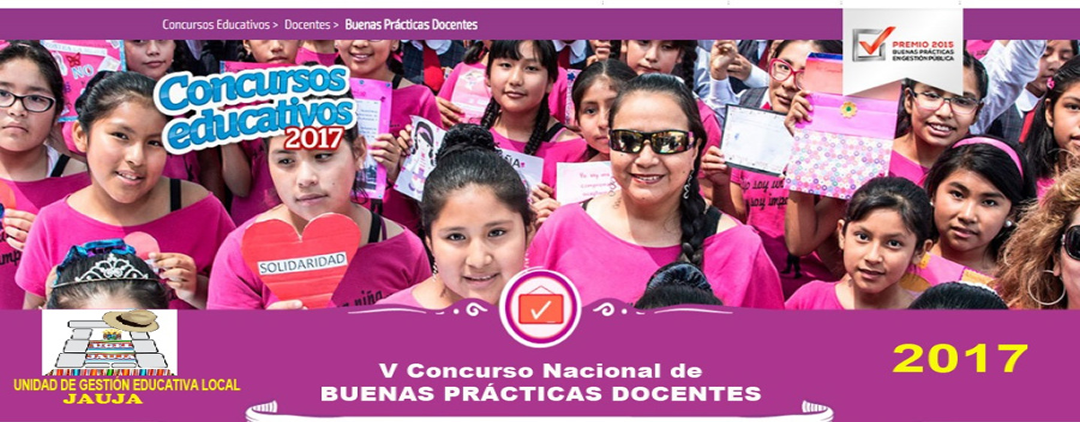 Concursos Educativos > Docentes > Buenas Prácticas Docentes
PREMIO 2015
BUENAS PRÁCTICAS
EN GESTIÓN PÚBLICA
Concursos
educativos
2017
SOLIDARIDAD
UNIDAD DE GESTIÓN EDUCATIVA LOCAL
JAUJA
V Concurso Nacional de
BUENAS PRÁCTICAS DOCENTES
2017